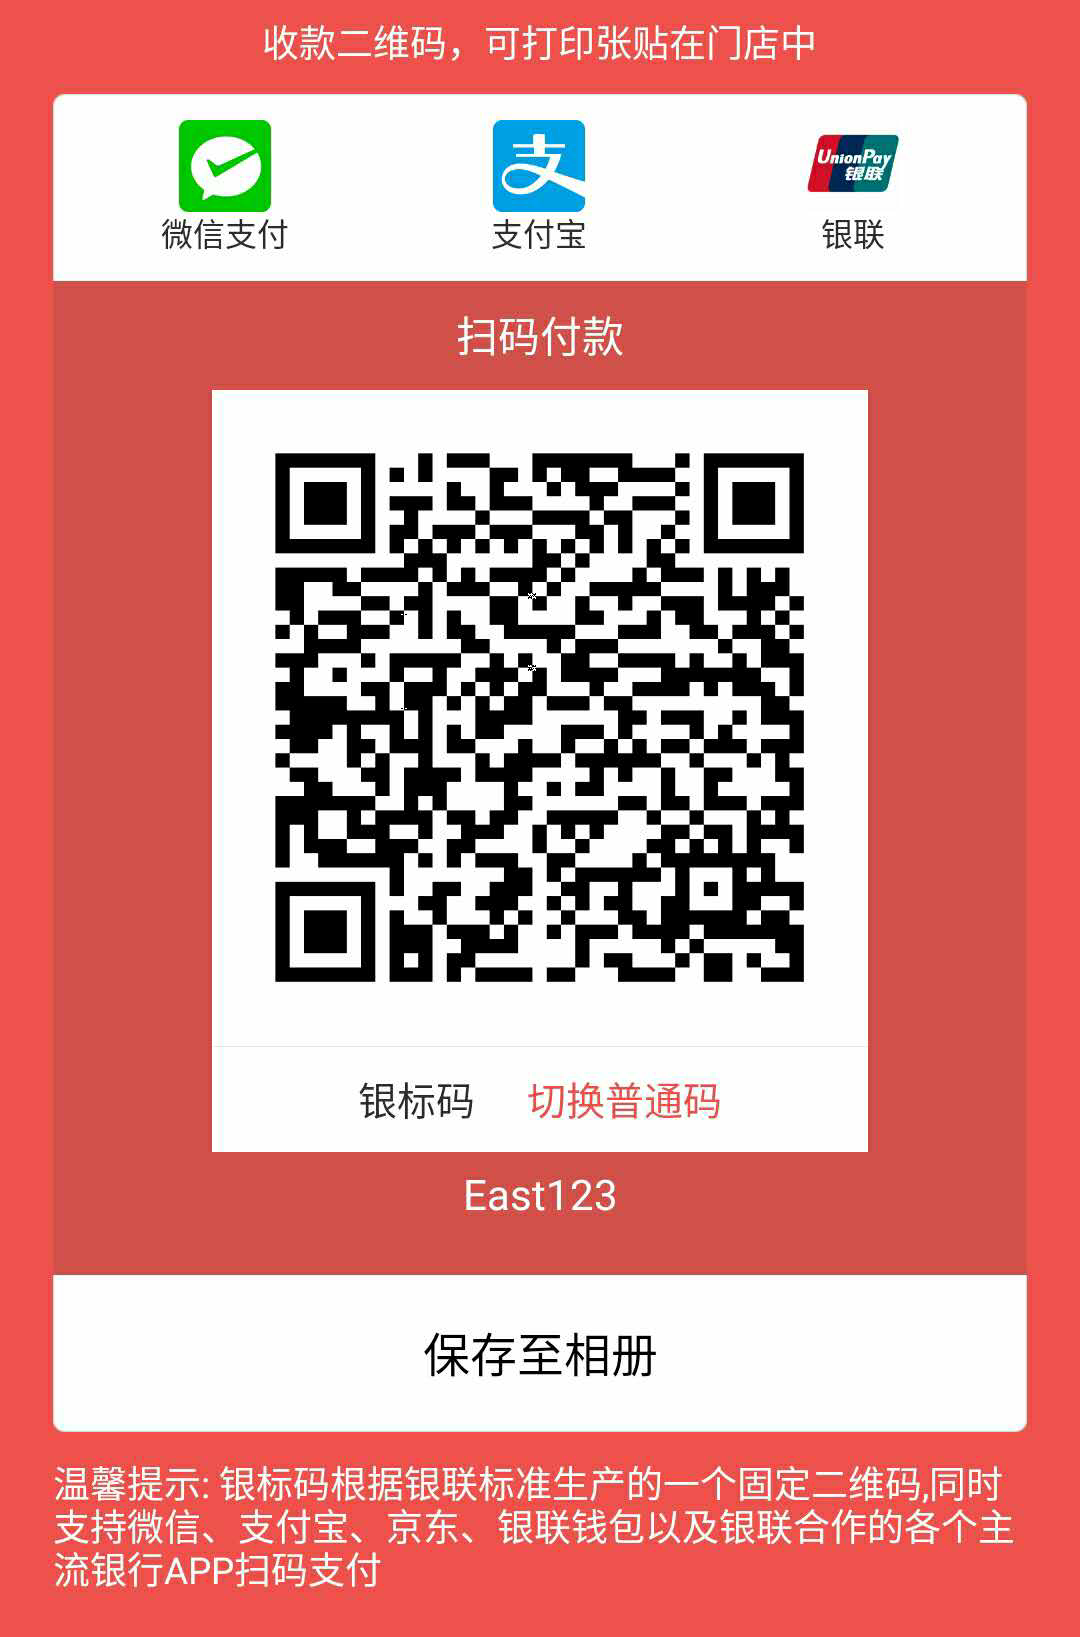 收款二维码，可打印张贴在门店中
UnionPay
银联
支
微信支付
支付宝
银联
扫码付款
银标码 切换普通码
East123
保存至相册
温馨提示: 银标码根据银联标准生产的一个固定二维码,同时
支持微信、支付宝、京东、银联钱包以及银联合作的各个主
流银行APP扫码支付